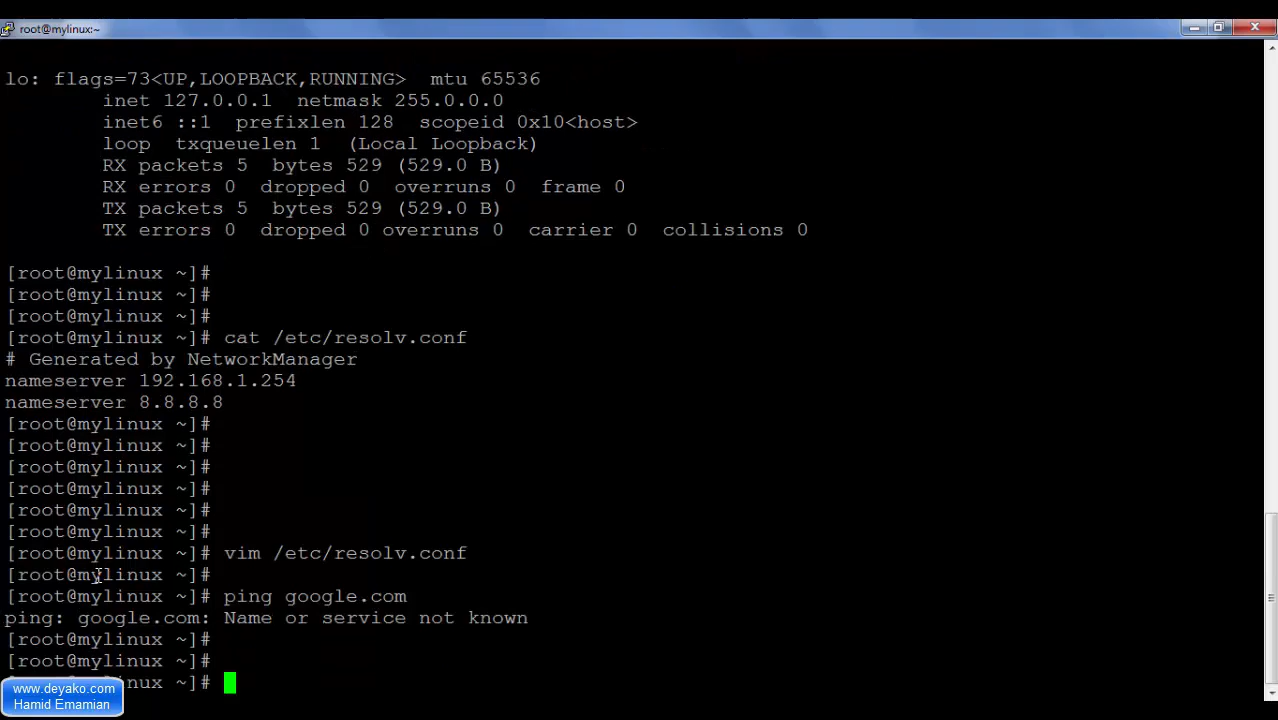 root@mylinux:~
lo: flags=73<UP,LOOPBACK,RUNNING>  mtu 65536
        inet 127.0.0.1  netmask 255.0.0.0
        inet6 ::1  prefixlen 128  scopeid 0x10<host>
        loop  txqueuelen 1  (Local Loopback)
        RX packets 5  bytes 529 (529.0 B)
        RX errors 0  dropped 0  overruns 0  frame 0
        TX packets 5  bytes 529 (529.0 B)
        TX errors 0  dropped 0 overruns 0  carrier 0  collisions 0
[root@mylinux ~]#
[root@mylinux ~]#
[root@mylinux ~]#
[root@mylinux ~]# cat /etc/resolv.conf
# Generated by NetworkManager
nameserver 192.168.1.254
nameserver 8.8.8.8
[root@mylinux ~]#
[root@mylinux ~]#
[root@mylinux ~]#
[root@mylinux ~]#
[root@mylinux ~]#
[root@mylinux ~]#
[root@mylinux ~]# vim /etc/resolv.conf
[root@mylinux ~]#
[root@mylinux ~]# ping google.com
ping: google.com: Name or service not known
[root@mylinux ~]#
[root@mylinux ~]#
inux ~]#
www.deyako.com
Hamid Emamian